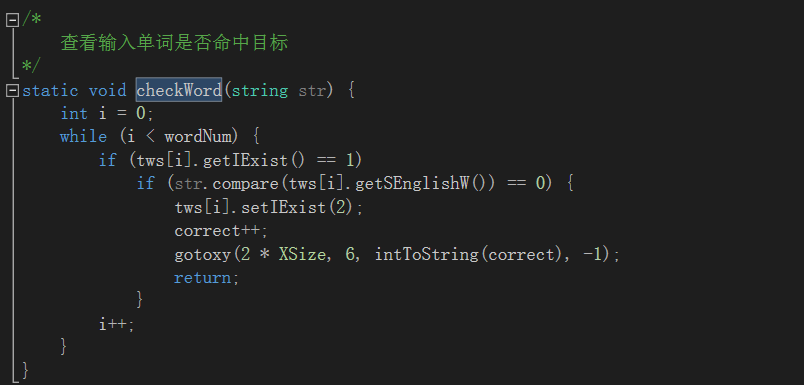 /*
    查看输入单词是否命中目标
*/
static void checkWord(string str) {
    int i = 0;
    while (i < wordNum) {
        if (tws[i].getIExist() == 1)
            if (str.compare(tws[i].getSEnglishW()) == 0) {
                tws[i].setIExist(2);
                correct++;
                gotoxy(2 * XSize, 6, intToString(correct), -1);
                return;
            }
        i++;
    }
}